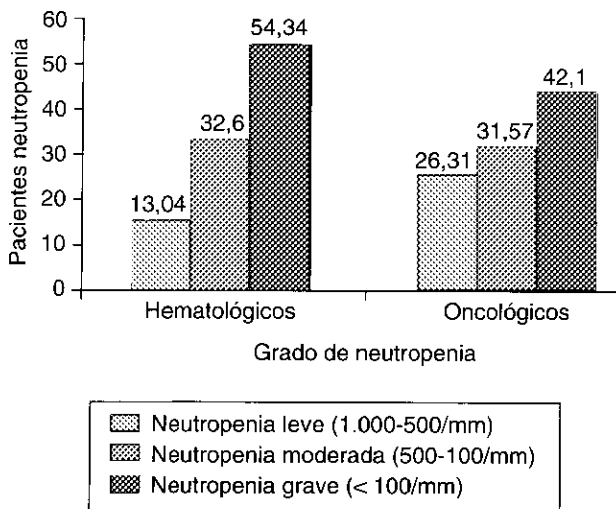 Pacientes neutropenia
60
50
40
30
20
10
0
13,04
32,6
54,34
26,31
31,57
42,1
Hematológicos
Oncológicos
Grado de neutropenia
Neutropenia leve (1.000-500/mm)
Neutropenia moderada (500-100/mm)
Neutropenia grave (< 100/mm)